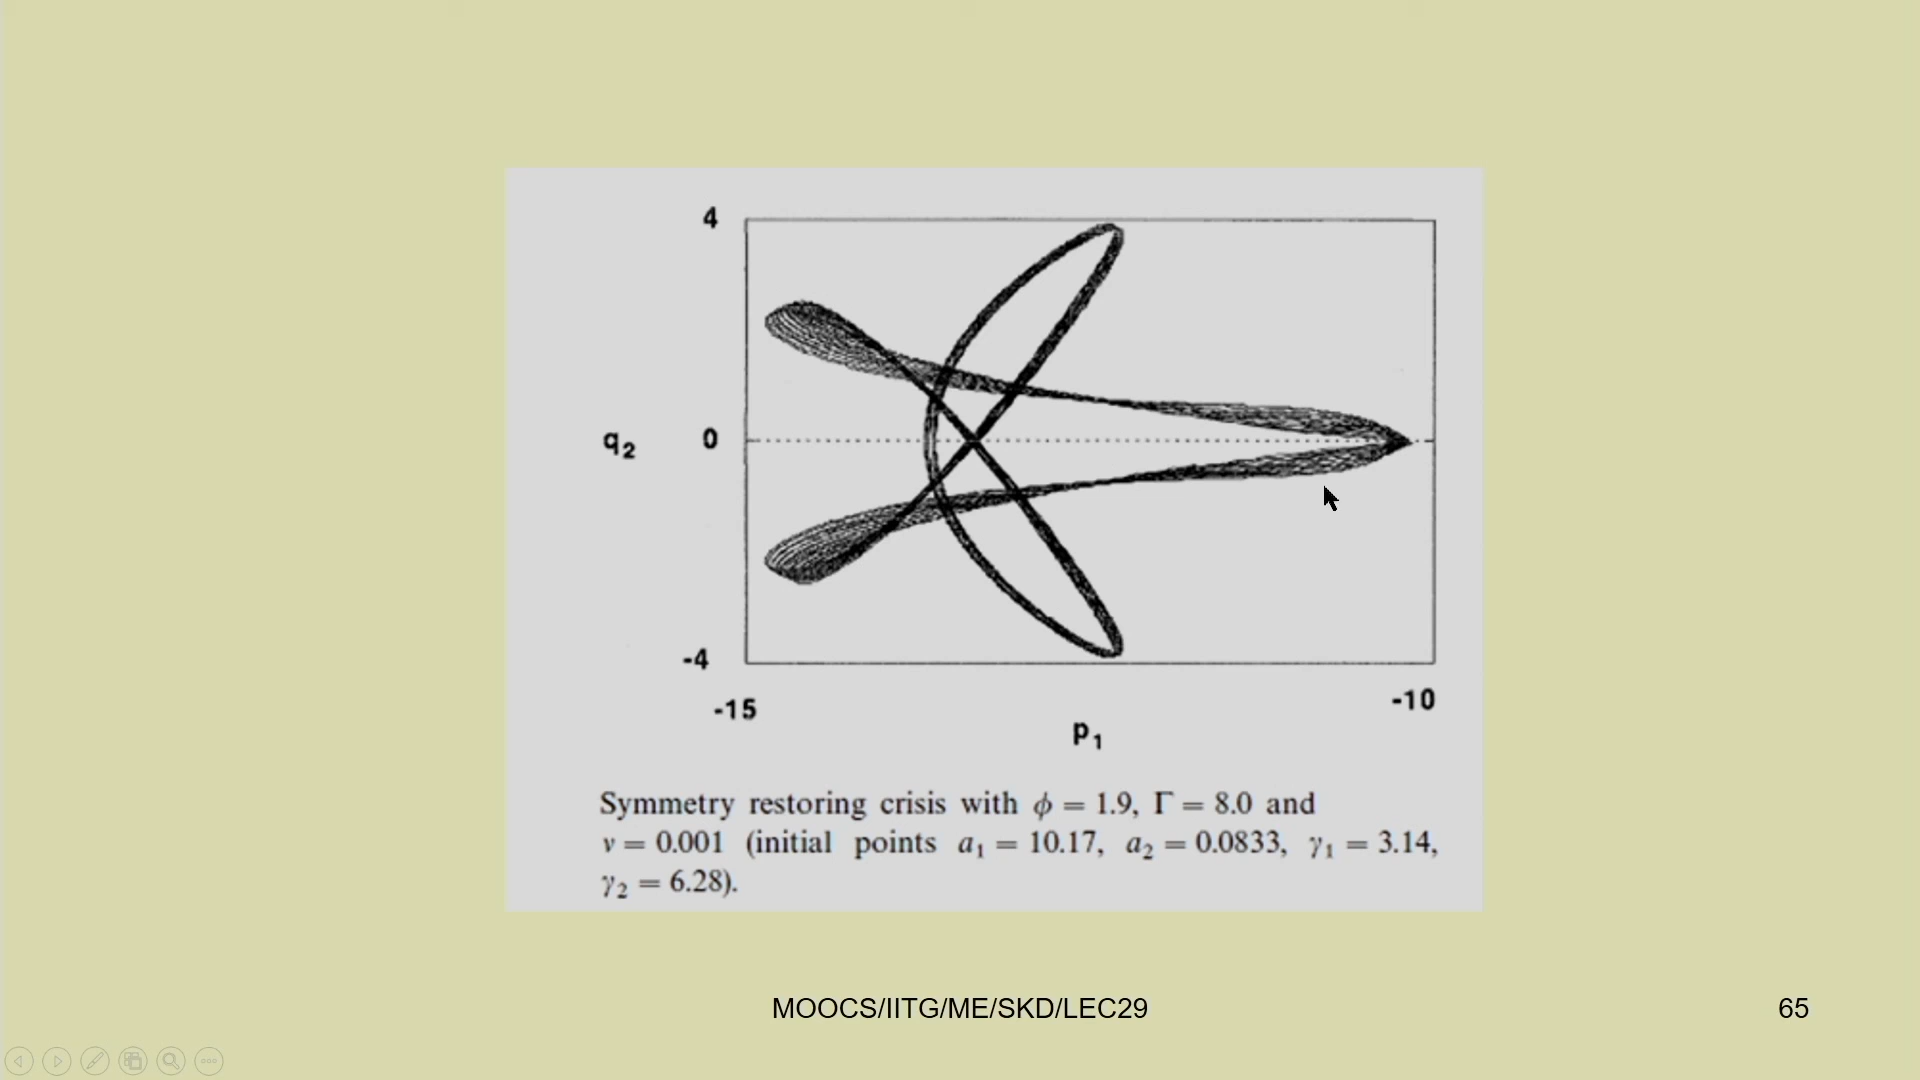 4
q₂ 0
-4
-15 -10
p₁
Symmetry restoring crisis with ϕ = 1.9, Γ = 8.0 and
ν = 0.001 (initial points a₁ = 10.17, a₂ = 0.0833, γ₁ = 3.14,
γ₂ = 6.28).
MOOCS/IITG/ME/SKD/LEC29 65